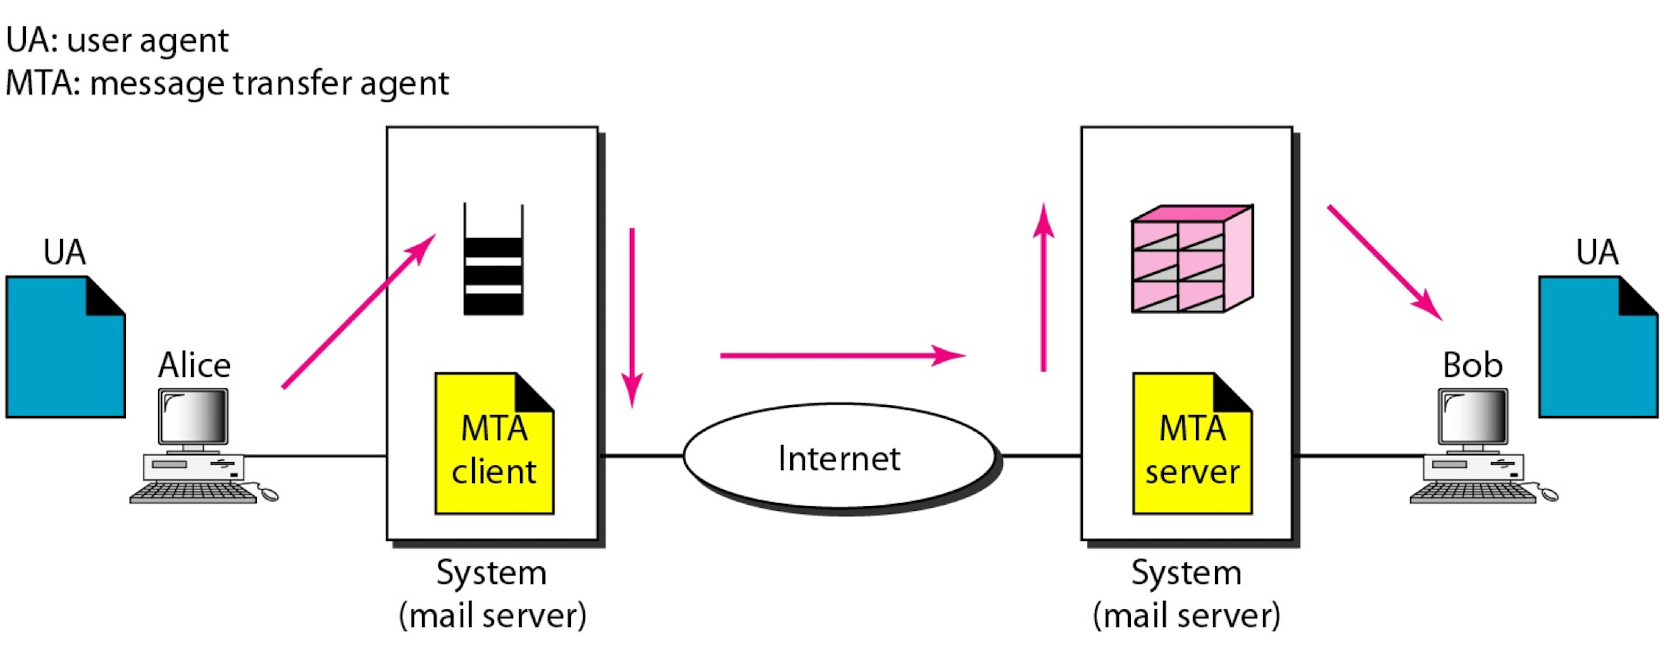 UA: user agent
MTA: message transfer agent
UA
Alice
MTA
client
System
(mail server)
Internet
MTA
server
System
(mail server)
Bob
UA